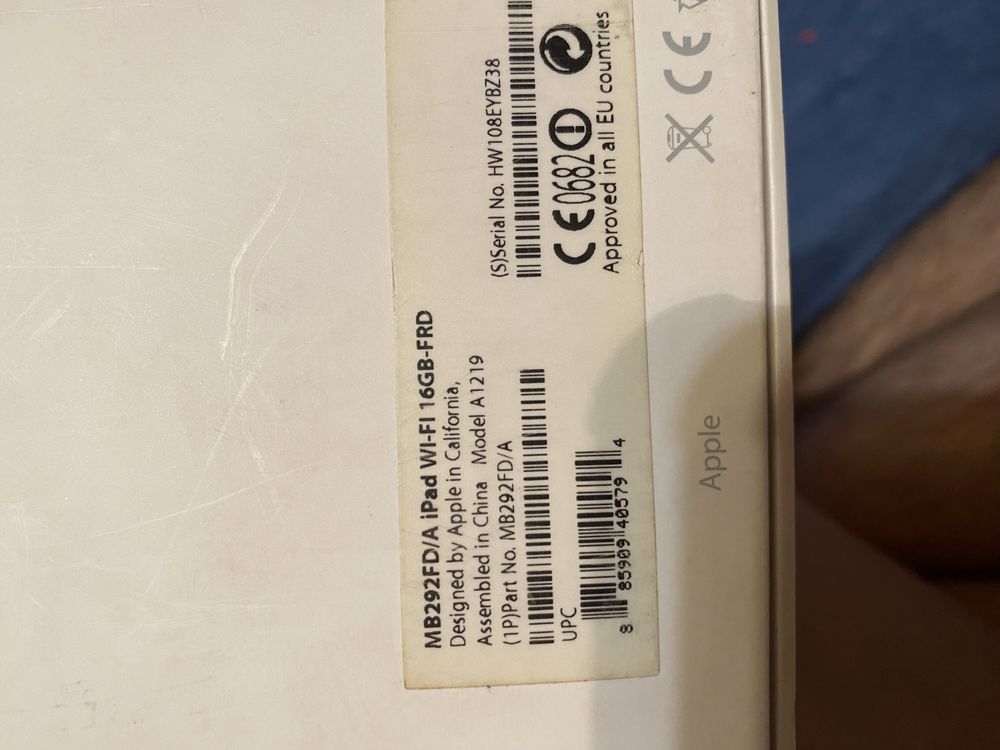 MB292FD/A iPad WI-FI 16GB-FRD
Designed by Apple in California,
Assembled in China Model A1219
(1P)Part No. MB292FD/A
UPC
8 85909 40579 4
(S)Serial No. HW108EYBZ38
CE0682
Approved in all EU countries
Apple
CE